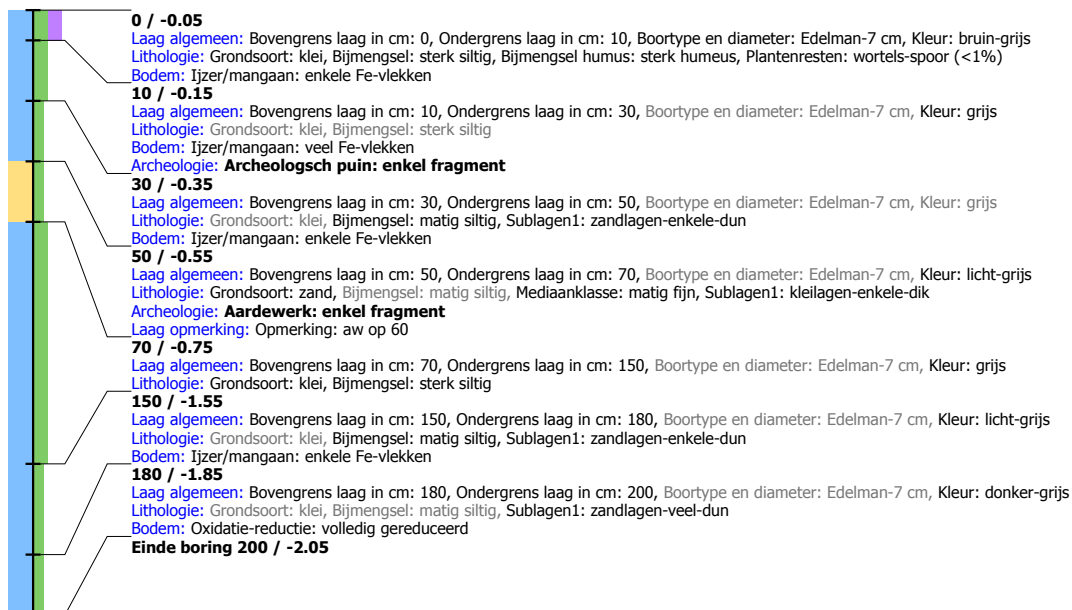 0 / -0.05
Laag algemeen: Bovengrens laag in cm: 0, Ondergrens laag in cm: 10, Boortype en diameter: Edelman-7 cm, Kleur: bruin-grijs
Lithologie: Grondsoort: klei, Bijmengsel: sterk siltig, Bijmengsel humus: sterk humeus, Plantenresten: wortels-spoor (<1%)
Bodem: Ijzer/mangaan: enkele Fe-vlekken
10 / -0.15
Laag algemeen: Bovengrens laag in cm: 10, Ondergrens laag in cm: 30, Boortype en diameter: Edelman-7 cm, Kleur: grijs
Lithologie: Grondsoort: klei, Bijmengsel: sterk siltig
Bodem: Ijzer/mangaan: veel Fe-vlekken
Archeologie: Archeologsch puin: enkel fragment
30 / -0.35
Laag algemeen: Bovengrens laag in cm: 30, Ondergrens laag in cm: 50, Boortype en diameter: Edelman-7 cm, Kleur: grijs
Lithologie: Grondsoort: klei, Bijmengsel: matig siltig, Sublagen1: zandlagen-enkele-dun
Bodem: Ijzer/mangaan: enkele Fe-vlekken
50 / -0.55
Laag algemeen: Bovengrens laag in cm: 50, Ondergrens laag in cm: 70, Boortype en diameter: Edelman-7 cm, Kleur: licht-grijs
Lithologie: Grondsoort: zand, Bijmengsel: matig siltig, Mediaanklasse: matig fijn, Sublagen1: kleilagen-enkele-dik
Archeologie: Aardewerk: enkel fragment
Laag opmerking: Opmerking: aw op 60
70 / -0.75
Laag algemeen: Bovengrens laag in cm: 70, Ondergrens laag in cm: 150, Boortype en diameter: Edelman-7 cm, Kleur: grijs
Lithologie: Grondsoort: klei, Bijmengsel: sterk siltig
150 / -1.55
Laag algemeen: Bovengrens laag in cm: 150, Ondergrens laag in cm: 180, Boortype en diameter: Edelman-7 cm, Kleur: licht-grijs
Lithologie: Grondsoort: klei, Bijmengsel: matig siltig, Sublagen1: zandlagen-enkele-dun
Bodem: Ijzer/mangaan: enkele Fe-vlekken
180 / -1.85
Laag algemeen: Bovengrens laag in cm: 180, Ondergrens laag in cm: 200, Boortype en diameter: Edelman-7 cm, Kleur: donker-grijs
Lithologie: Grondsoort: klei, Bijmengsel: matig siltig, Sublagen1: zandlagen-veel-dun
Bodem: Oxidatie-reductie: volledig gereduceerd
Einde boring 200 / -2.05